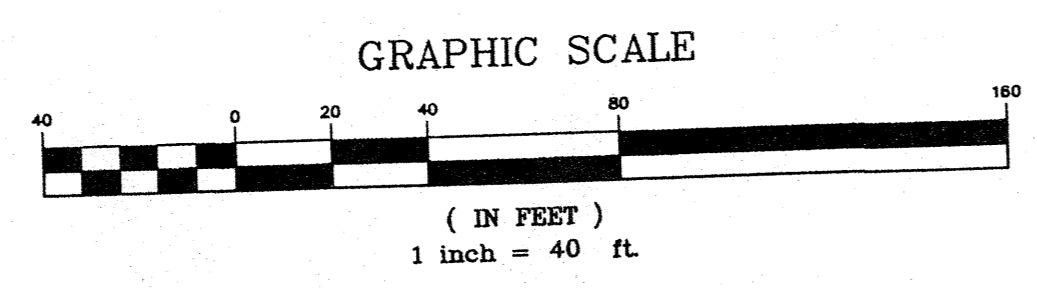 GRAPHIC SCALE
40 0 20 40 80 160
( IN FEET )
1 inch = 40 ft.